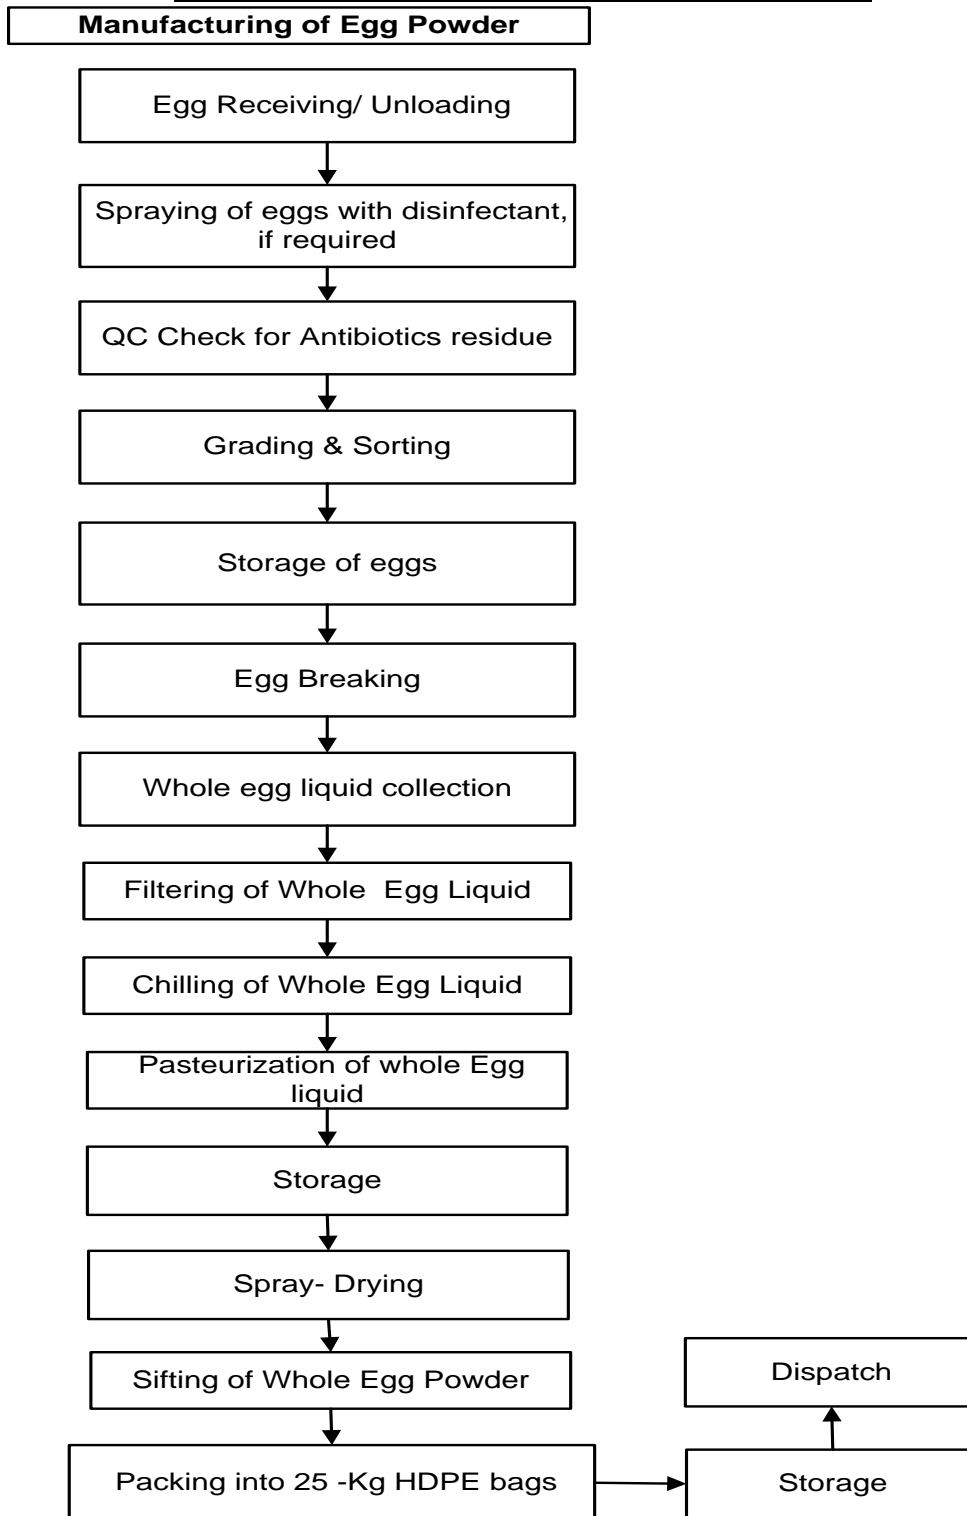 Manufacturing of Egg Powder
Egg Receiving/ Unloading
Spraying of eggs with disinfectant,
if required
QC Check for Antibiotics residue
Grading & Sorting
Storage of eggs
Egg Breaking
Whole egg liquid collection
Filtering of Whole  Egg Liquid
Chilling of Whole Egg Liquid
Pasteurization of whole Egg
liquid
Storage
Spray- Drying
Sifting of Whole Egg Powder
Packing into 25 -Kg HDPE bags
Storage
Dispatch